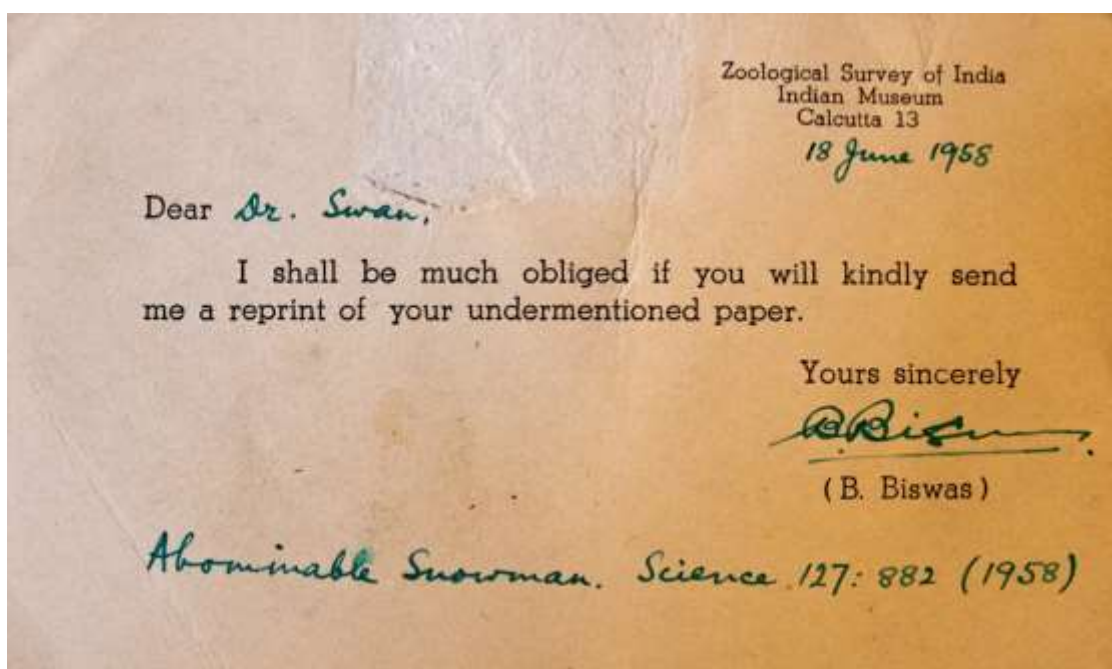 Zoological Survey of India
Indian Museum
Calcutta 13
18 June 1958
Dear Dr. Swan,
I shall be much obliged if you will kindly send
me a reprint of your undermentioned paper.
Yours sincerely
B. Biswas
(B. Biswas)
Abominable Snowman. Science 127: 882 (1958)